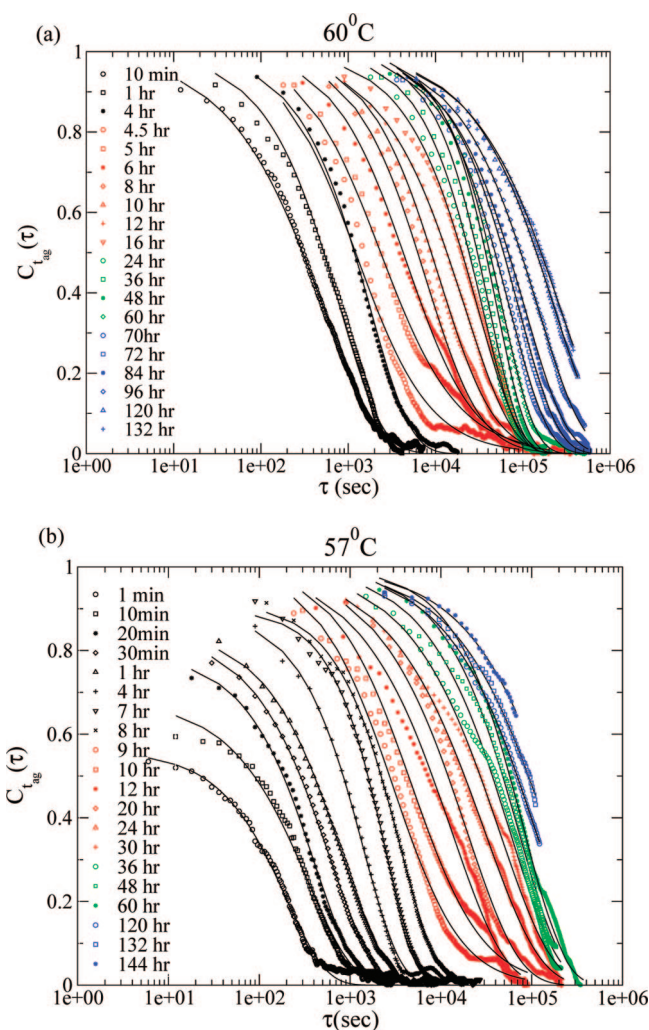 (a)
60⁰C
1
0.8
0.6
0.4
0.2
0
C_{t_{ag}}(τ)
10 min
1 hr
4 hr
4.5 hr
5 hr
6 hr
8 hr
10 hr
12 hr
16 hr
24 hr
36 hr
48 hr
60 hr
70hr
72 hr
84 hr
96 hr
120 hr
132 hr
1e+00 1e+01 1e+02 1e+03 1e+04 1e+05 1e+06
τ (sec)
(b)
57⁰C
1
0.8
0.6
0.4
0.2
0
C_{t_{ag}}(τ)
1 min
10min
20min
30min
1 hr
4 hr
7 hr
8 hr
9 hr
10 hr
12 hr
20 hr
24 hr
30 hr
36 hr
48 hr
60 hr
120 hr
132 hr
144 hr
1e+00 1e+01 1e+02 1e+03 1e+04 1e+05 1e+06
τ(sec)